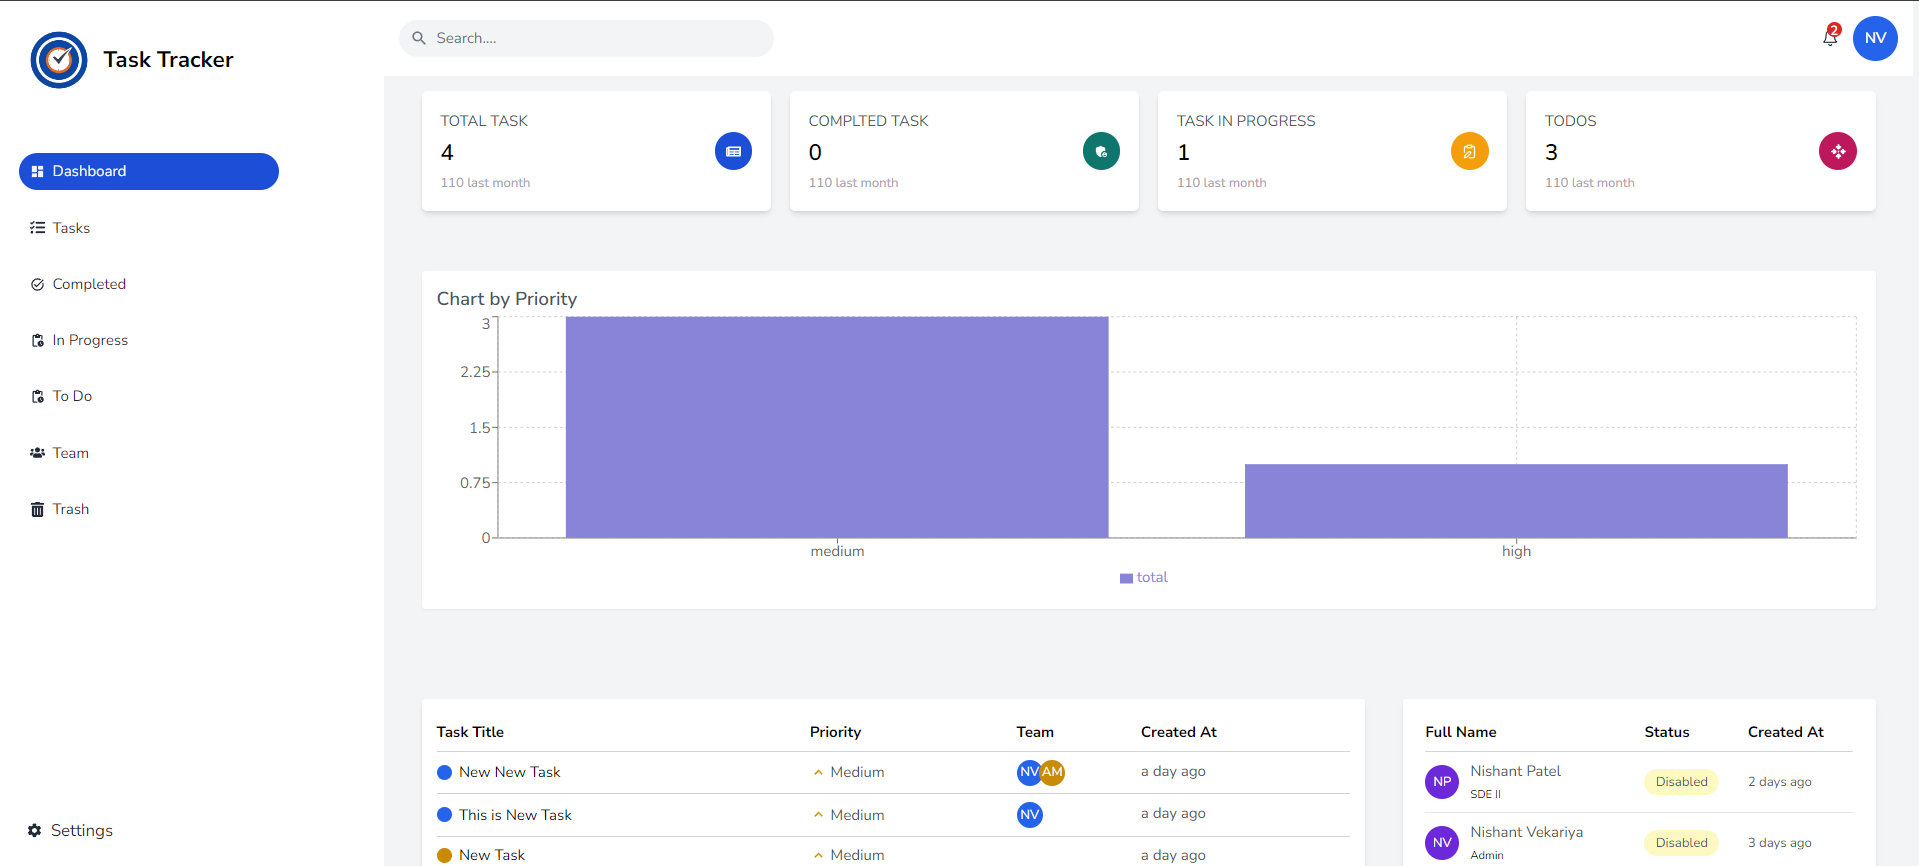 Task Tracker
Search....
2
NV
Dashboard
Tasks
Completed
In Progress
To Do
Team
Trash
Settings
TOTAL TASK
4
110 last month
COMPLTED TASK
0
110 last month
TASK IN PROGRESS
1
110 last month
TODOS
3
110 last month
Chart by Priority
3
2.25
1.5
0.75
0
medium
high
total
Task Title Priority Team Created At
New New Task Medium NV AM a day ago
This is New Task Medium NV a day ago
New Task Medium a day ago
Full Name Status Created At
NP Nishant Patel Disabled 2 days ago
SDE II
NV Nishant Vekariya Disabled 3 days ago
Admin